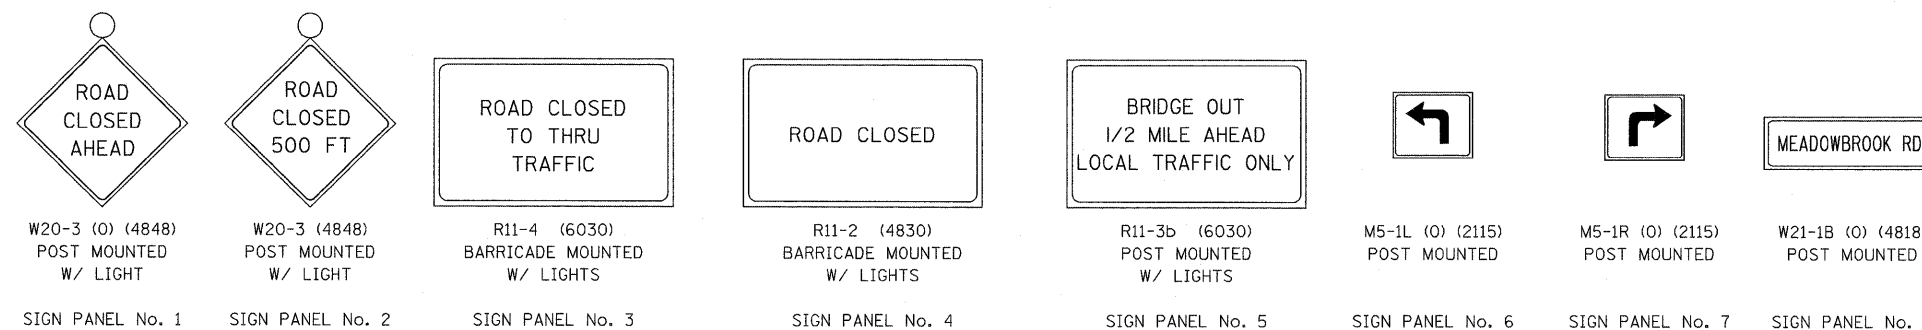 ROAD
CLOSED
AHEAD
W20-3 (O) (4848)
POST MOUNTED
W/ LIGHT
SIGN PANEL No. 1
ROAD
CLOSED
500 FT
W20-3 (4848)
POST MOUNTED
W/ LIGHT
SIGN PANEL No. 2
ROAD CLOSED
TO THRU
TRAFFIC
R11-4 (6030)
BARRICADE MOUNTED
W/ LIGHTS
SIGN PANEL No. 3
ROAD CLOSED
R11-2 (4830)
BARRICADE MOUNTED
W/ LIGHTS
SIGN PANEL No. 4
BRIDGE OUT
1/2 MILE AHEAD
LOCAL TRAFFIC ONLY
R11-3b (6030)
POST MOUNTED
W/ LIGHTS
SIGN PANEL No. 5
M5-1L (O) (2115)
POST MOUNTED
SIGN PANEL No. 6
M5-1R (O) (2115)
POST MOUNTED
SIGN PANEL No. 7
MEADOWBROOK RD
W21-1B (O) (4818
POST MOUNTED
SIGN PANEL No.